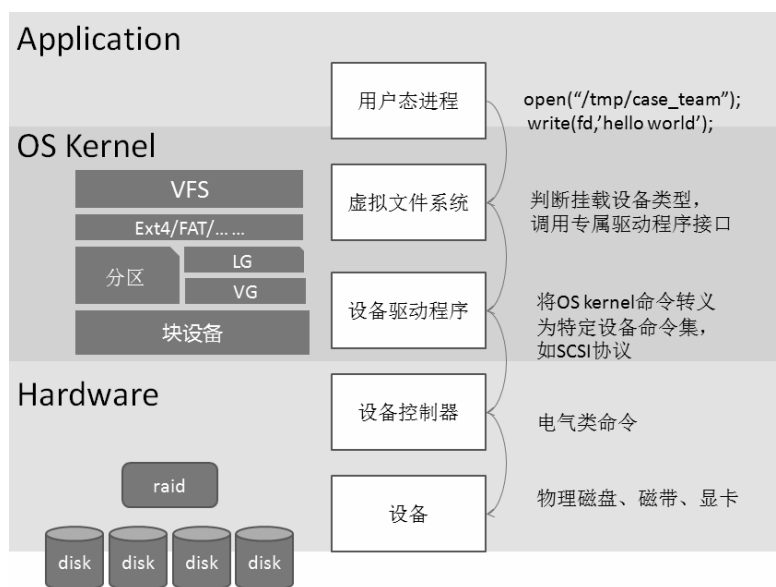 Application
用户态进程
open(“/tmp/case_team”);
write(fd,’hello world’);
OS Kernel
VFS
Ext4/FAT/... ...
分区
LG
VG
块设备
虚拟文件系统
判断挂载设备类型，
调用专属驱动程序接口
设备驱动程序
将OS kernel命令转义
为特定设备命令集，
如SCSI协议
Hardware
设备控制器
电气类命令
raid
disk
disk
disk
disk
设备
物理磁盘、磁带、显卡